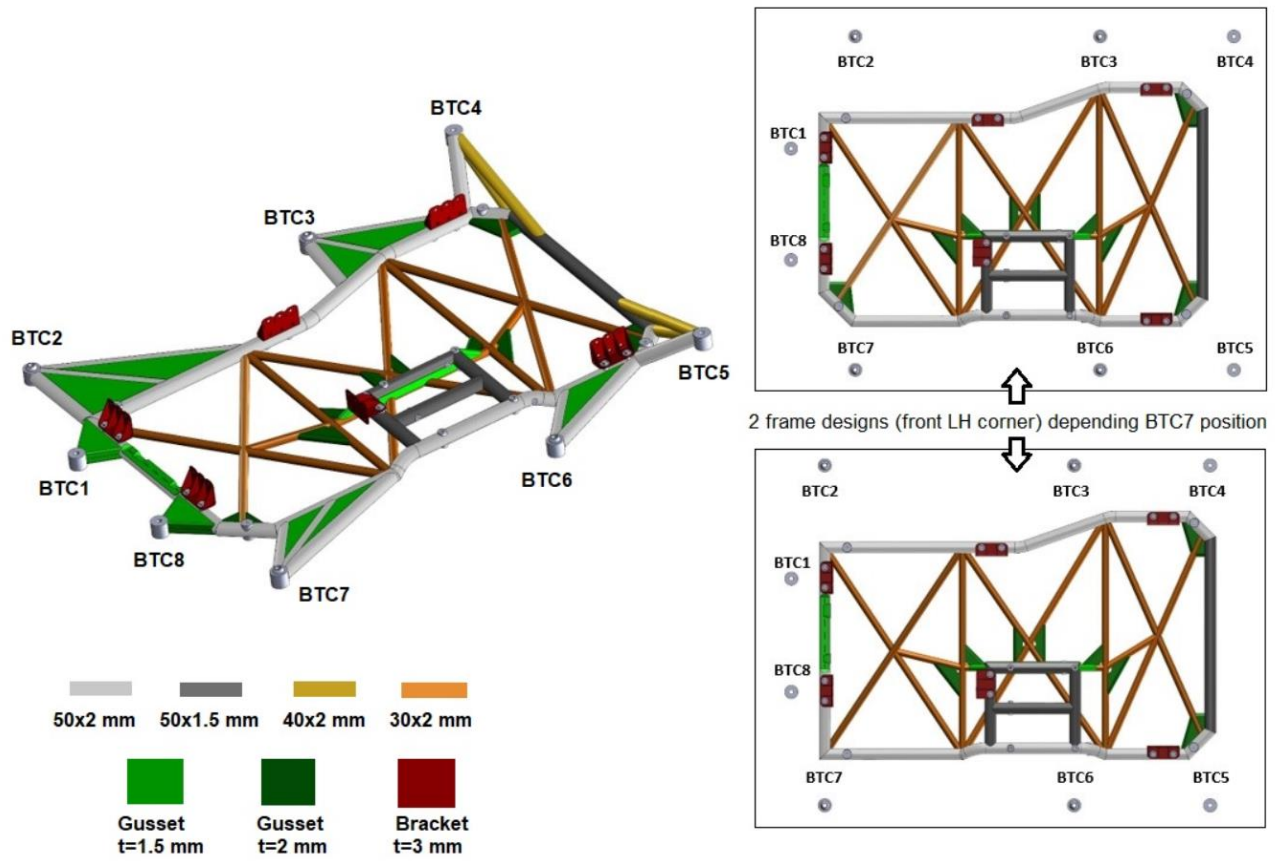 BTC4
BTC3
BTC2
BTC5
BTC6
BTC1
BTC8
BTC7
50x2 mm
50x1.5 mm
40x2 mm
30x2 mm
Gusset
t=1.5 mm
Gusset
t=2 mm
Bracket
t=3 mm
BTC2
BTC3
BTC4
BTC1
BTC8
BTC7
BTC6
BTC5
2 frame designs (front LH corner) depending BTC7 position
BTC2
BTC3
BTC4
BTC1
BTC8
BTC7
BTC6
BTC5